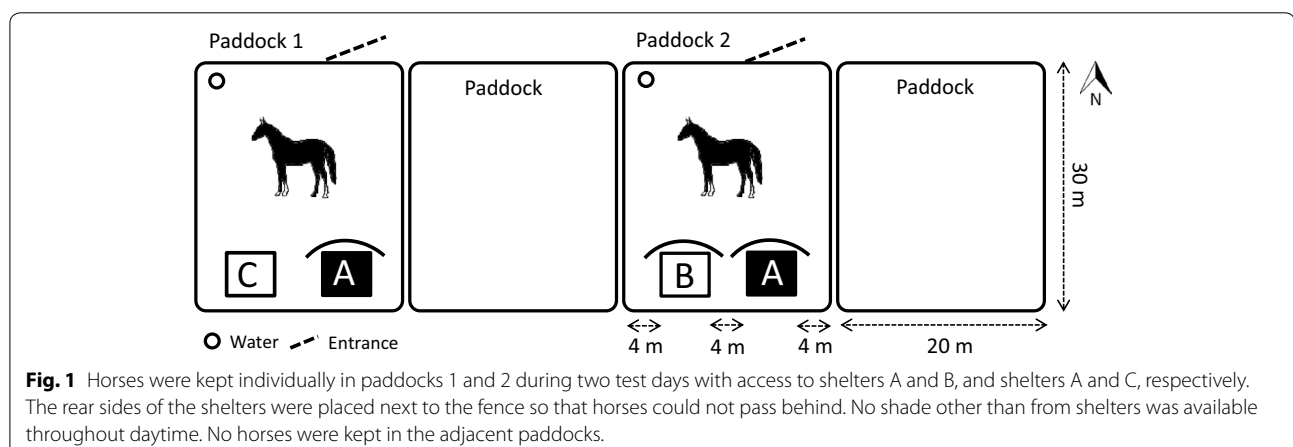 Paddock 1
Paddock 2
Paddock
Paddock
N
30 m
C
A
B
A
Water
Entrance
4 m
4 m
4 m
20 m
Fig. 1 Horses were kept individually in paddocks 1 and 2 during two test days with access to shelters A and B, and shelters A and C, respectively.
The rear sides of the shelters were placed next to the fence so that horses could not pass behind. No shade other than from shelters was available
throughout daytime. No horses were kept in the adjacent paddocks.